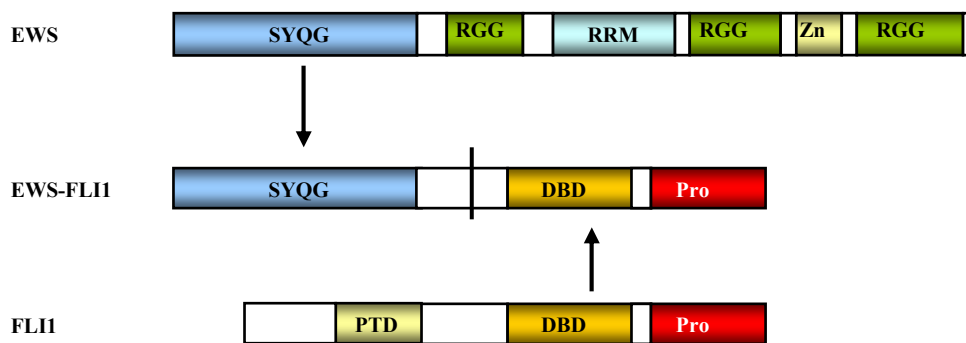 EWS SYQG RGG RRM RGG Zn RGG
EWS-FLI1 SYQG DBD Pro
FLI1 PTD DBD Pro